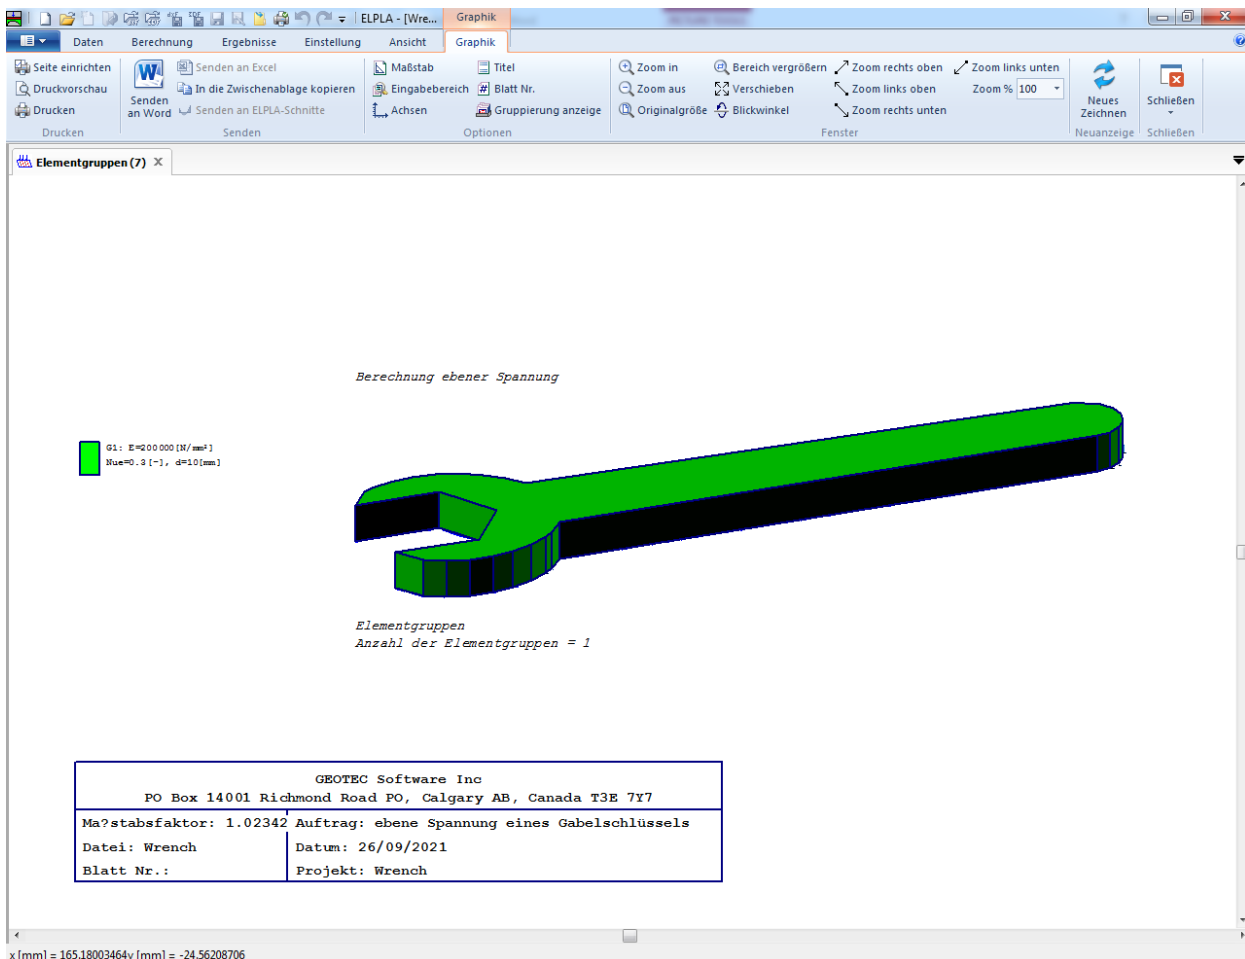 ELPLA - [Wre... Graphik
Daten Berechnung Ergebnisse Einstellung Ansicht Graphik
Seite einrichten
Druckvorschau
Drucken
Drucken
Senden an Word
Senden an Excel
In die Zwischenablage kopieren
Senden an ELPLA-Schnitte
Senden
Maßstab
Eingabebereich
Achsen
Titel
Blatt Nr.
Gruppierung anzeige
Optionen
Zoom in
Zoom aus
Originalgröße
Bereich vergrößern
Verschieben
Blickwinkel
Zoom rechts oben
Zoom links oben
Zoom rechts unten
Zoom links unten
Zoom % 100
Fenster
Neues
Zeichnen
Neuanzeige
Schließen
Schließen
Elementgruppen (7) X
Berechnung ebener Spannung
G1: E=200000[N/mm²]
Nue=0.3[-], d=10[mm]
Elementgruppen
Anzahl der Elementgruppen = 1
GEOTEC Software Inc
PO Box 14001 Richmond Road PO, Calgary AB, Canada T3E 7Y7
Ma?stabsfaktor: 1.02342 Auftrag: ebene Spannung eines Gabelschlüssels
Datei: Wrench Datum: 26/09/2021
Blatt Nr.: Projekt: Wrench
x [mm] = 165.18003464y [mm] = -24.56208706